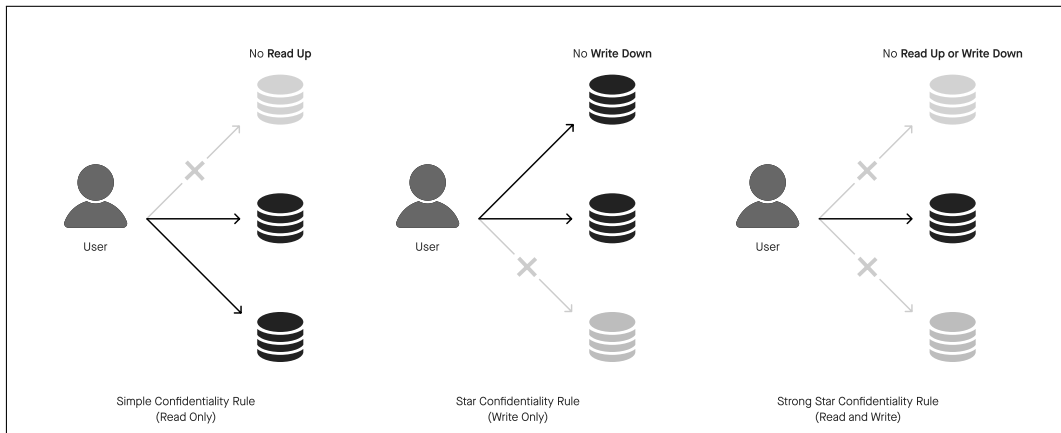 No Read Up
No Write Down
No Read Up or Write Down
User
User
User
Simple Confidentiality Rule
(Read Only)
Star Confidentiality Rule
(Write Only)
Strong Star Confidentiality Rule
(Read and Write)